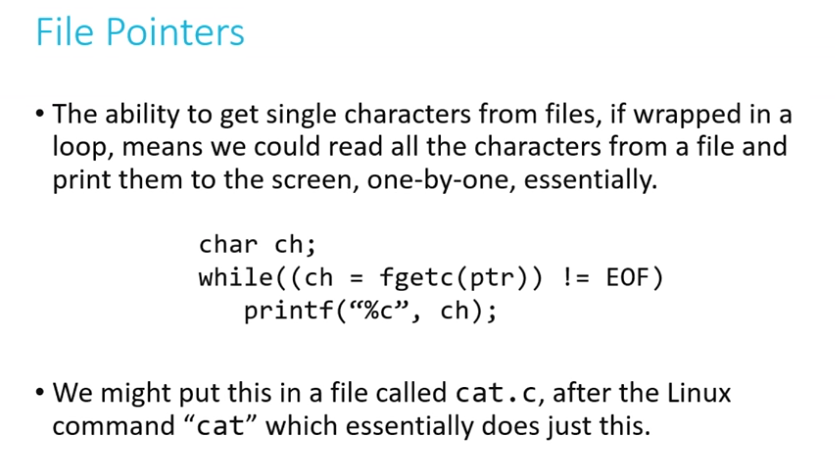 File Pointers
• The ability to get single characters from files, if wrapped in a
loop, means we could read all the characters from a file and
print them to the screen, one-by-one, essentially.
char ch;
while((ch = fgetc(ptr)) != EOF)
printf(“%c”, ch);
• We might put this in a file called cat.c, after the Linux
command “cat” which essentially does just this.